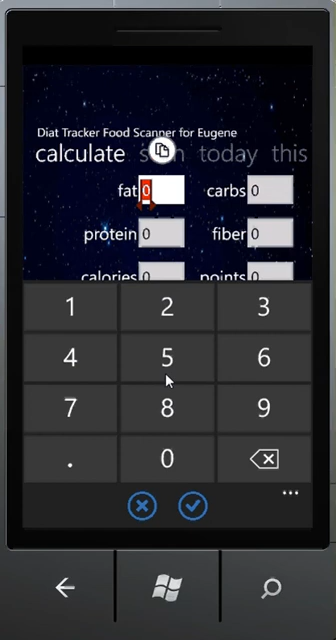 Diat Tracker Food Scanner for Eugene
calculate scan today this
fat 0 carbs 0
protein 0 fiber 0
calories 0 points 0
1 2 3
4 5 6
7 8 9
. 0
...